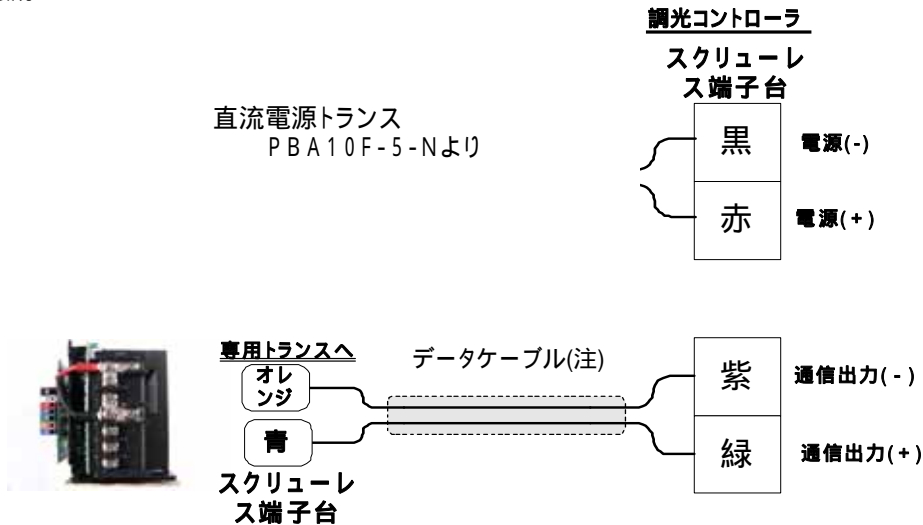 調光コントローラ
スクリューレ
ス端子台
直流電源トランス
PBA10F-5-Nより
黒
電源(-)
赤
電源(+)
専用トランスへ
データケーブル(注)
オレ
ンジ
紫
通信出力(-)
青
緑
通信出力(+)
スクリューレ
ス端子台